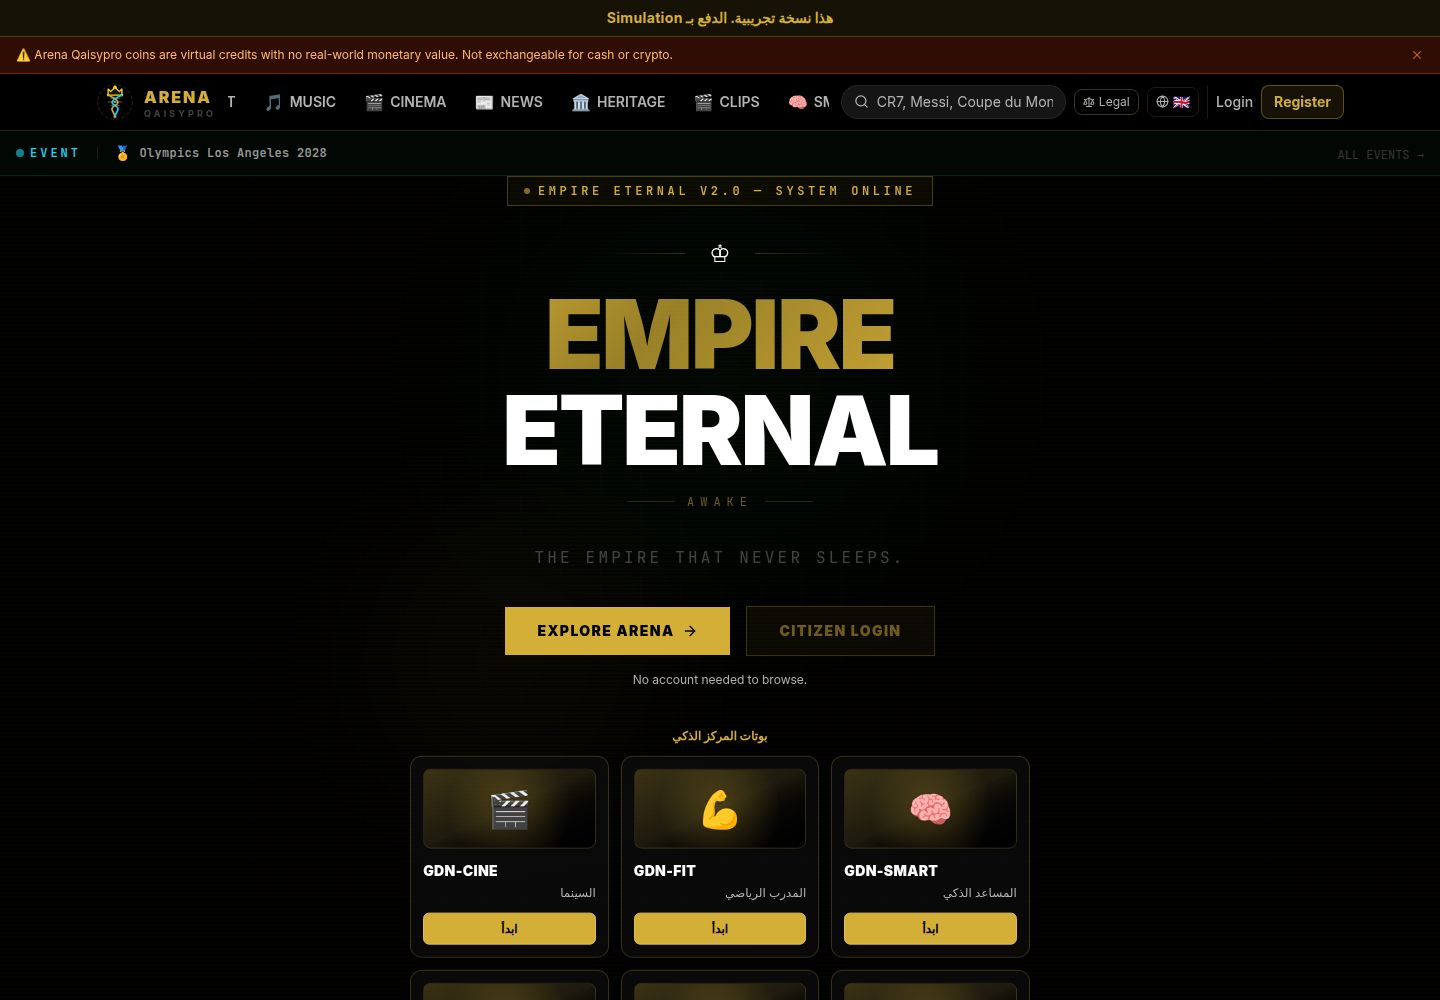 هذا نسخة تجريبية. الدفع بـ Simulation
⚠️ Arena Qaisypro coins are virtual credits with no real-world monetary value. Not exchangeable for cash or crypto.
ARENA
QAISYPRO
T MUSIC CINEMA NEWS HERITAGE CLIPS SM
CR7, Messi, Coupe du Mon
Legal
Login
Register
EVENT
Olympics Los Angeles 2028
ALL EVENTS →
EMPIRE ETERNAL V2.0 — SYSTEM ONLINE
EMPIRE
ETERNAL
AWAKE
THE EMPIRE THAT NEVER SLEEPS.
EXPLORE ARENA →
CITIZEN LOGIN
No account needed to browse.
بوتات المركز الذكي
GDN-CINE
السينما
ابدأ
GDN-FIT
المدرب الرياضي
ابدأ
GDN-SMART
المساعد الذكي
ابدأ